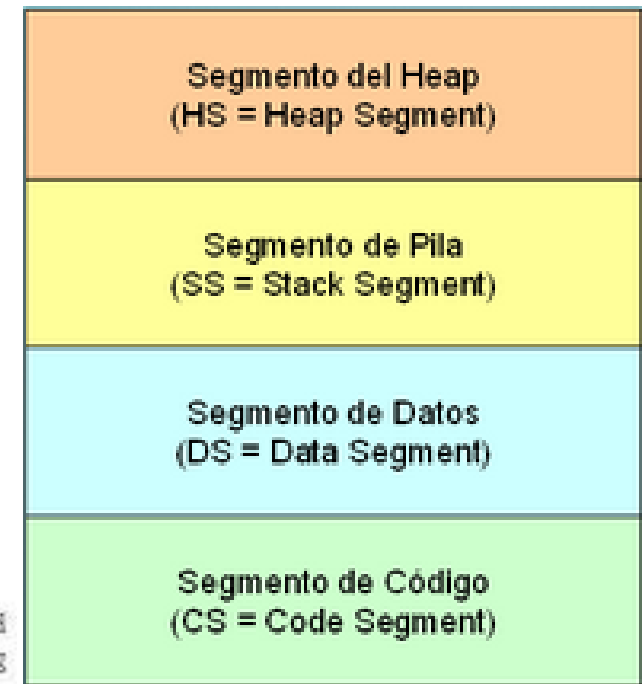 Segmento del Heap
(HS = Heap Segment)
Segmento de Pila
(SS = Stack Segment)
Segmento de Datos
(DS = Data Segment)
Segmento de Código
(CS = Code Segment)